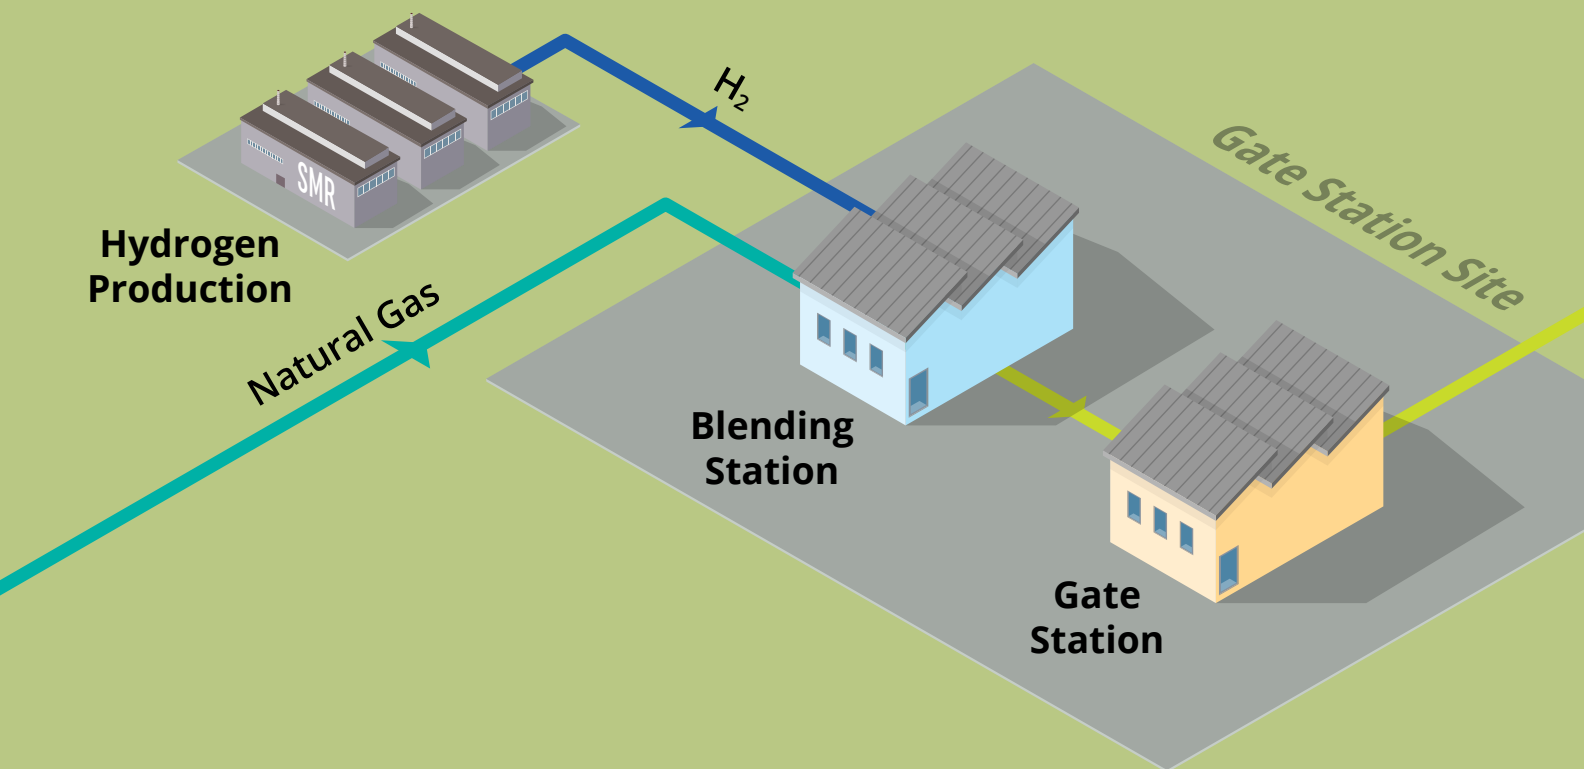 H₂
SMR
Hydrogen
Production
Natural Gas
Gate Station Site
Blending
Station
Gate
Station